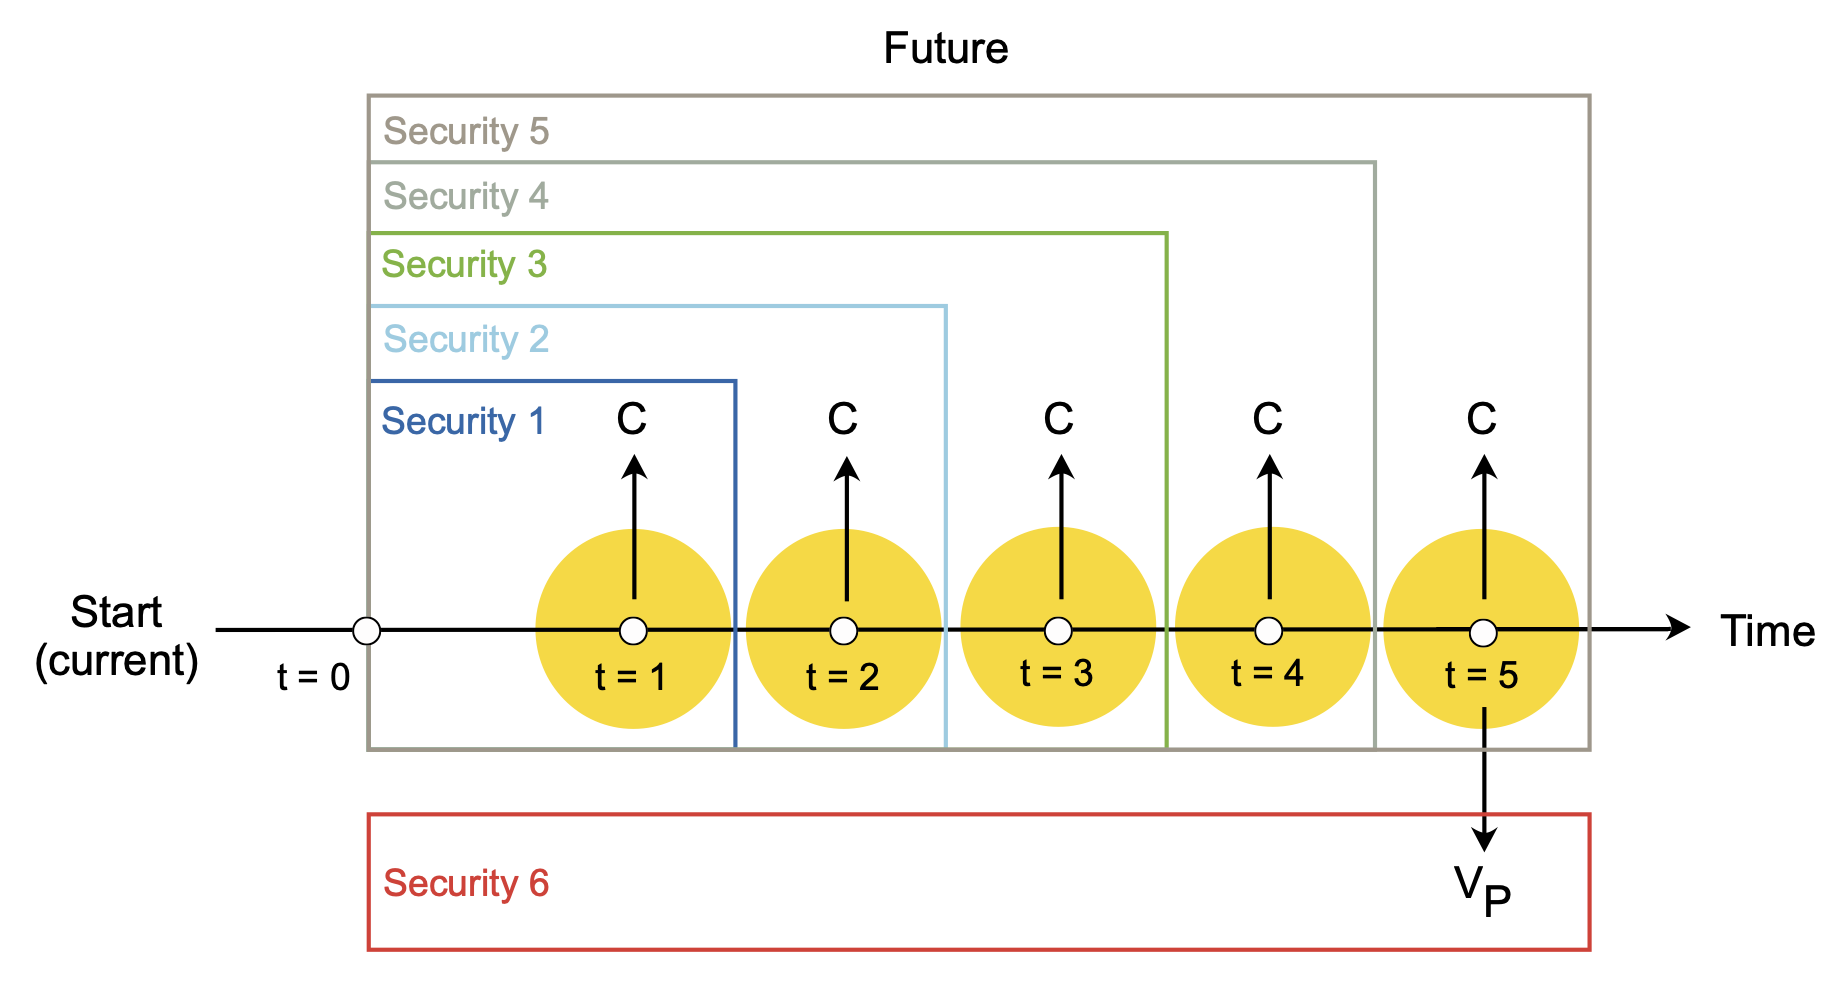 Future
Security 5
Security 4
Security 3
Security 2
Security 1
C
C
C
C
C
Start
(current)
Time
t = 0
t = 1
t = 2
t = 3
t = 4
t = 5
Security 6
VP